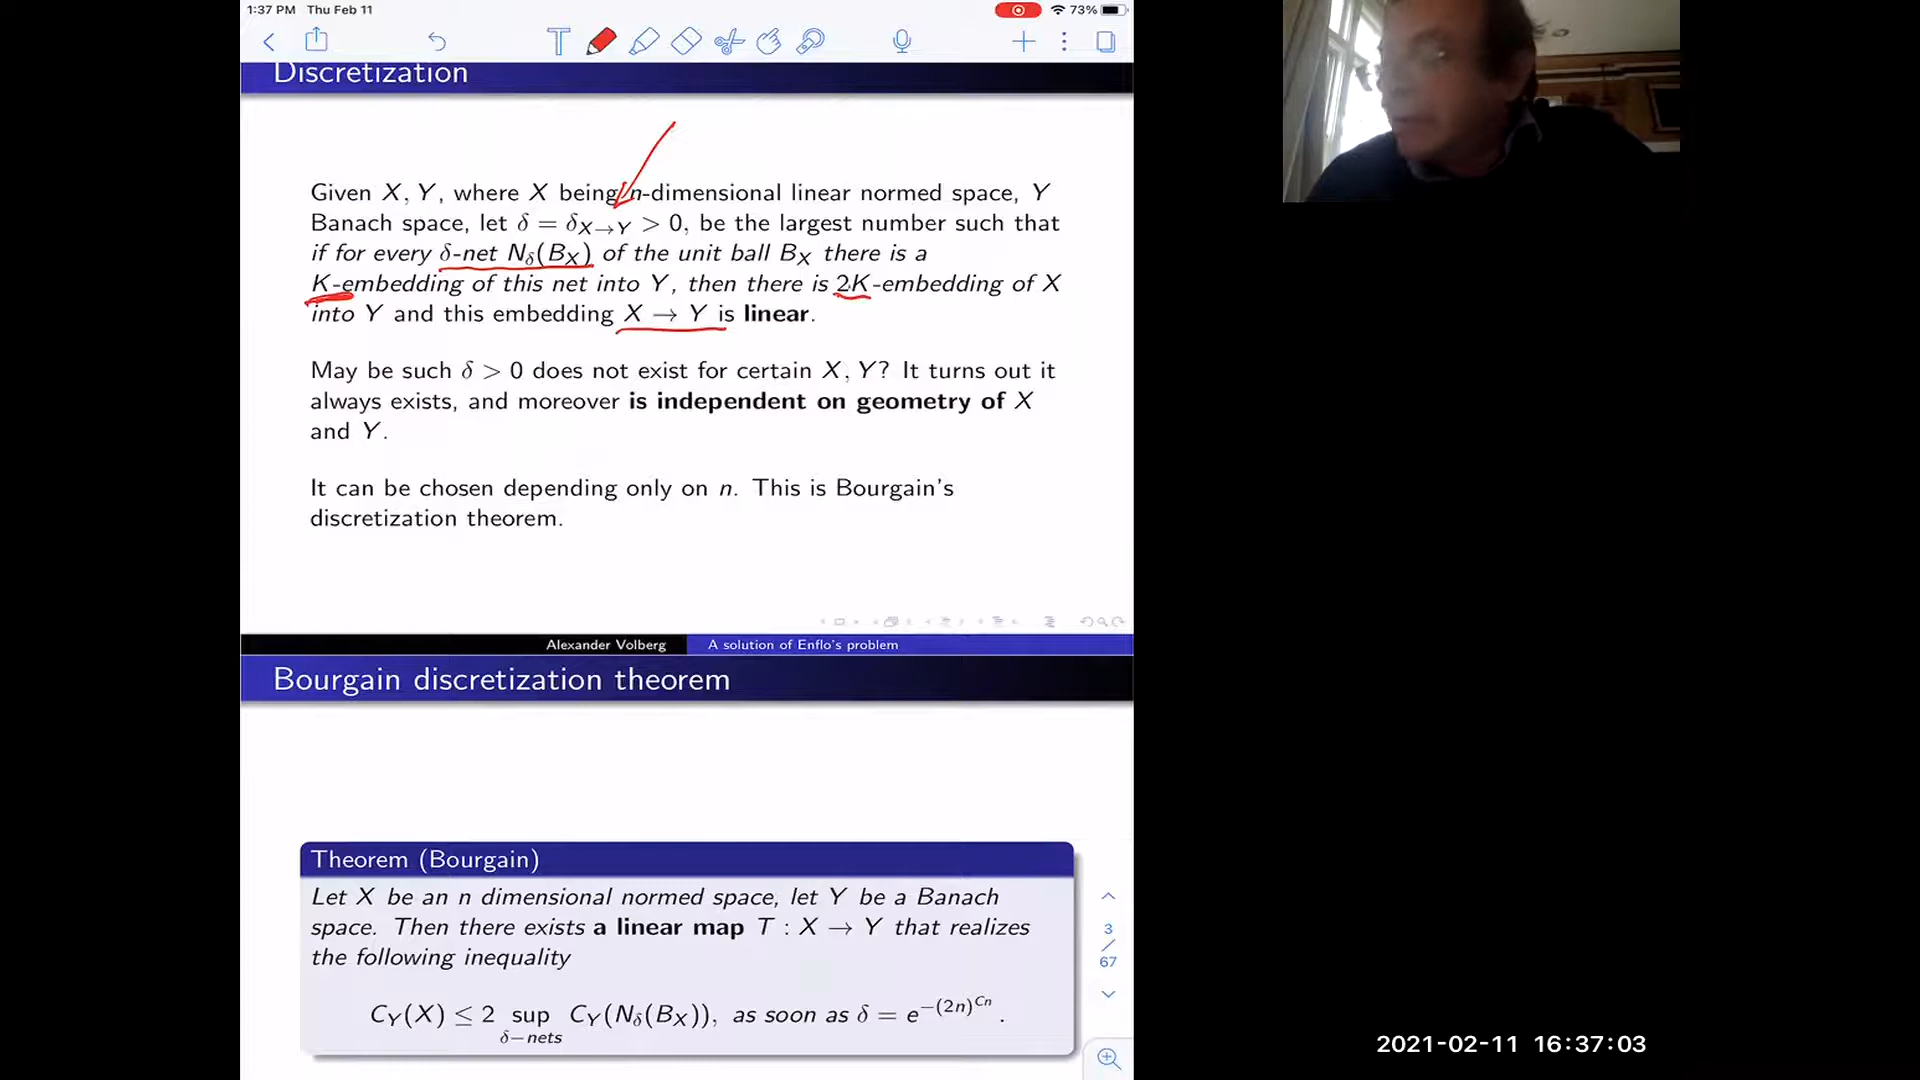 1:37 PM Thu Feb 11
73%
Discretization
Given X, Y, where X being n-dimensional linear normed space, Y
Banach space, let δ = δ_{X→Y} > 0, be the largest number such that
if for every δ-net N_δ(B_X) of the unit ball B_X there is a
K-embedding of this net into Y, then there is 2K-embedding of X
into Y and this embedding X → Y is linear.
May be such δ > 0 does not exist for certain X, Y? It turns out it
always exists, and moreover is independent on geometry of X
and Y.
It can be chosen depending only on n. This is Bourgain's
discretization theorem.
Alexander Volberg A solution of Enflo's problem
Bourgain discretization theorem
Theorem (Bourgain)
Let X be an n dimensional normed space, let Y be a Banach
space. Then there exists a linear map T : X → Y that realizes
the following inequality
C_Y(X) ≤ 2 sup_{δ−nets} C_Y(N_δ(B_X)), as soon as δ = e^{−(2n)^{Cn}} .
3
/
67
2021-02-11 16:37:03